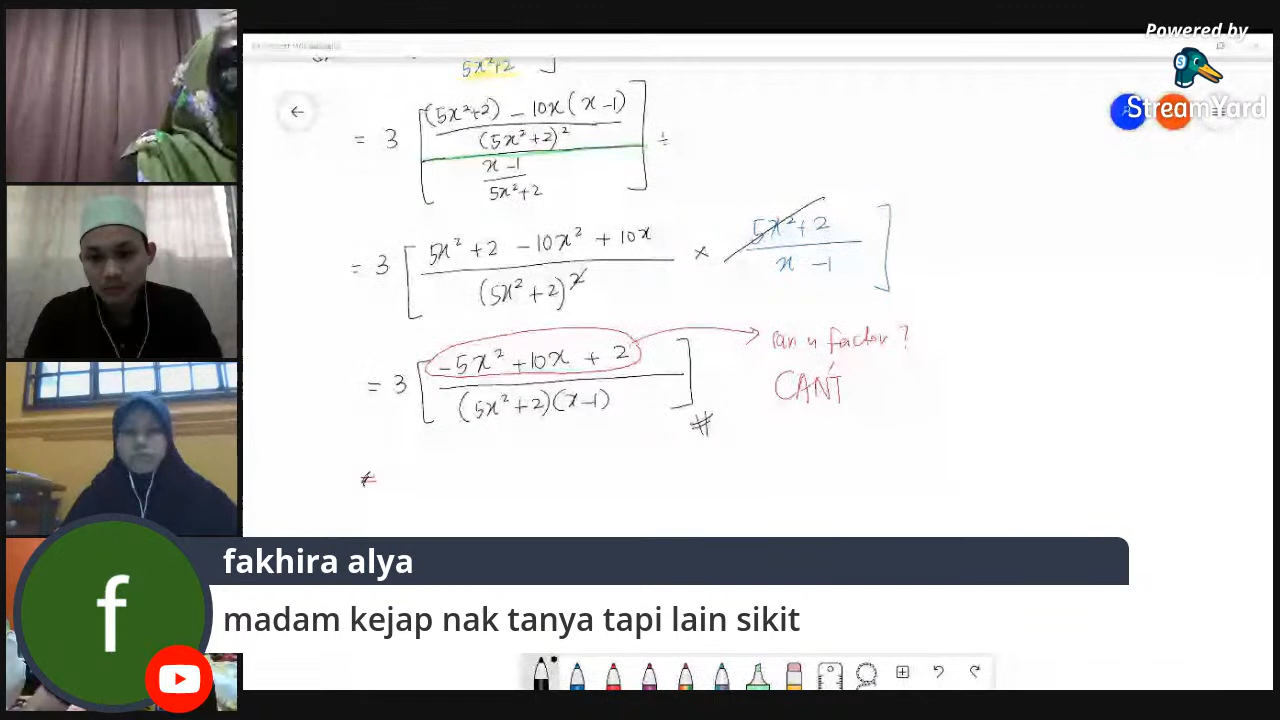 Powered by
StreamYard
5x²+2 ]
= 3 [ (5x²+2) - 10x (x-1) ] ÷
(5x²+2)²
x-1
5x²+2
= 3 [ 5x² + 2 - 10x² + 10x × 5x²+2 ]
(5x²+2)² x -1
= 3 [ -5x² +10x + 2 ] → can u factor ?
(5x²+2)(x-1) CAN'T
#
fakhira alya
f
madam kejap nak tanya tapi lain sikit